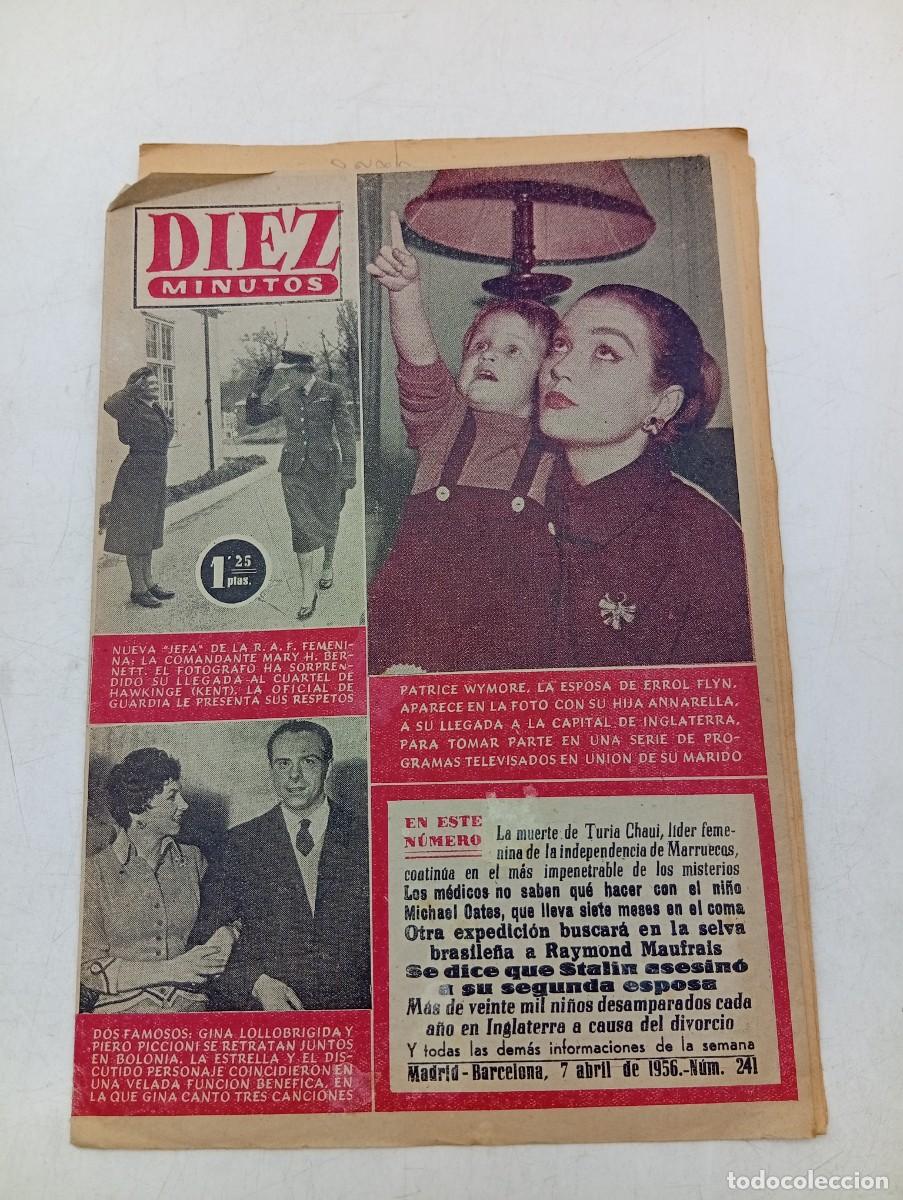 DIEZ
MINUTOS
1'25
ptas.
NUEVA "JEFA" DE LA R. A. F. FEMENI-
NA: LA COMANDANTE MARY H. BER-
NETT. EL FOTOGRAFO HA SORPREN-
DIDO SU LLEGADA AL CUARTEL DE
HAWKINGE (KENT). LA OFICIAL DE
GUARDIA LE PRESENTA SUS RESPETOS
PATRICE WYMORE, LA ESPOSA DE ERROL FLYN,
APARECE EN LA FOTO CON SU HIJA ANNARELLA,
A SU LLEGADA A LA CAPITAL DE INGLATERRA,
PARA TOMAR PARTE EN UNA SERIE DE PRO-
GRAMAS TELEVISADOS EN UNION DE SU MARIDO
DOS FAMOSOS: GINA LOLLOBRIGIDA Y
PIERO PICCIONI SE RETRATAN JUNTOS
EN BOLONIA. LA ESTRELLA Y EL DIS-
CUTIDO PERSONAJE COINCIDIERON EN
UNA VELADA FUNCION BENEFICA, EN
LA QUE GINA CANTO TRES CANCIONES
EN ESTE
NÚMERO
La muerte de Turia Chaui, líder feme-
nina de la independencia de Marruecos,
continúa en el más impenetrable de los misterios
Los médicos no saben qué hacer con el niño
Michael Oates, que lleva siete meses en el coma
Otra expedición buscará en la selva
brasileña a Raymond Maufrais
Se dice que Stalin asesinó
a su segunda esposa
Más de veinte mil niños desamparados cada
año en Inglaterra a causa del divorcio
Y todas las demás informaciones de la semana
Madrid-Barcelona, 7 abril de 1956.-Núm. 241
todocoleccion